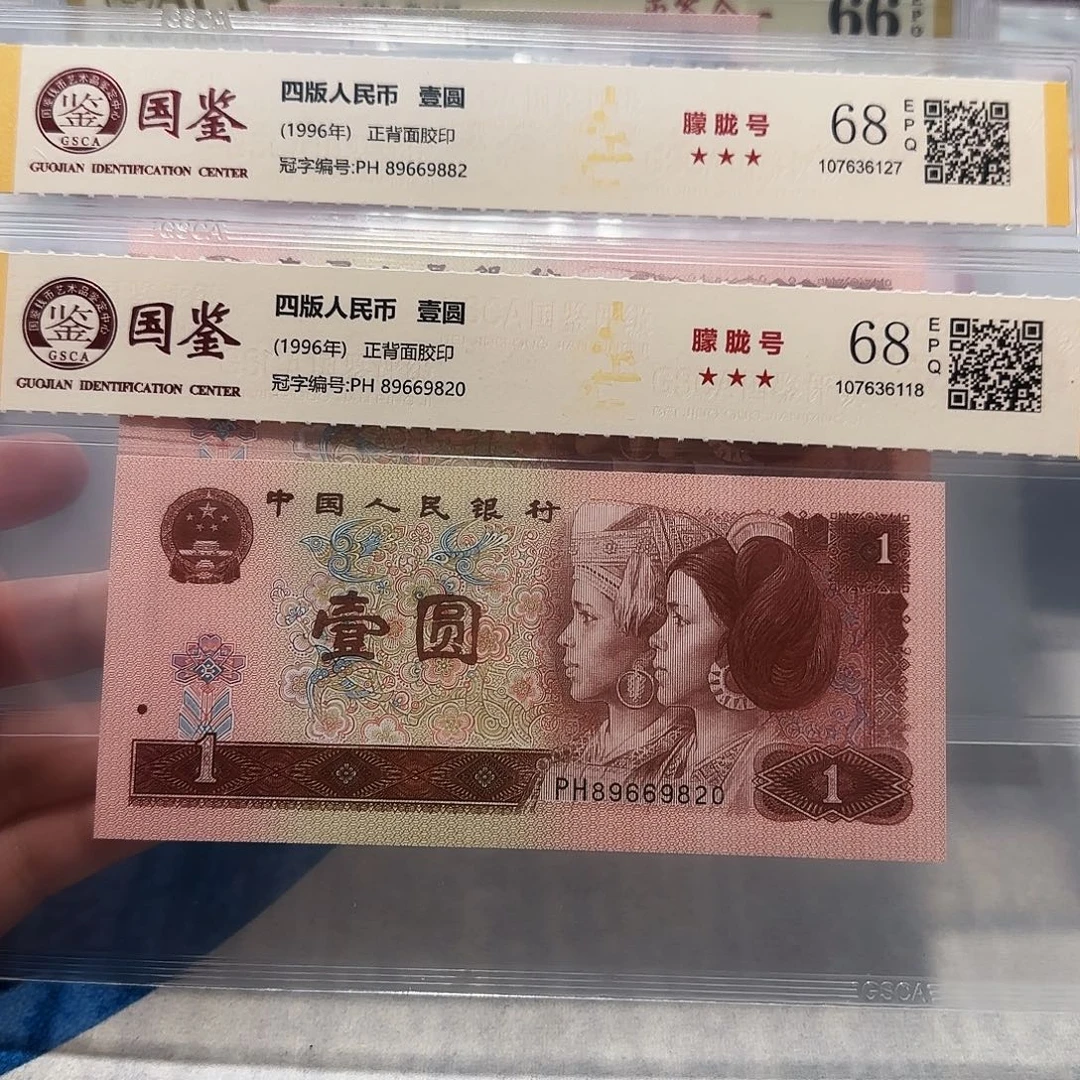 66
EPQ
GSCA
国鉴
GSCA
GUOJIAN IDENTIFICATION CENTER
四版人民币 壹圆
(1996年) 正背面胶印
冠字编号:PH 89669882
朦胧号
★★★
68
EPQ
107636127
GSCA
国鉴
GSCA
GUOJIAN IDENTIFICATION CENTER
四版人民币 壹圆
(1996年) 正背面胶印
冠字编号:PH 89669820
朦胧号
★★★
68
EPQ
107636118
中国人民银行
1
壹圆
1
PH89669820
1
GSCA